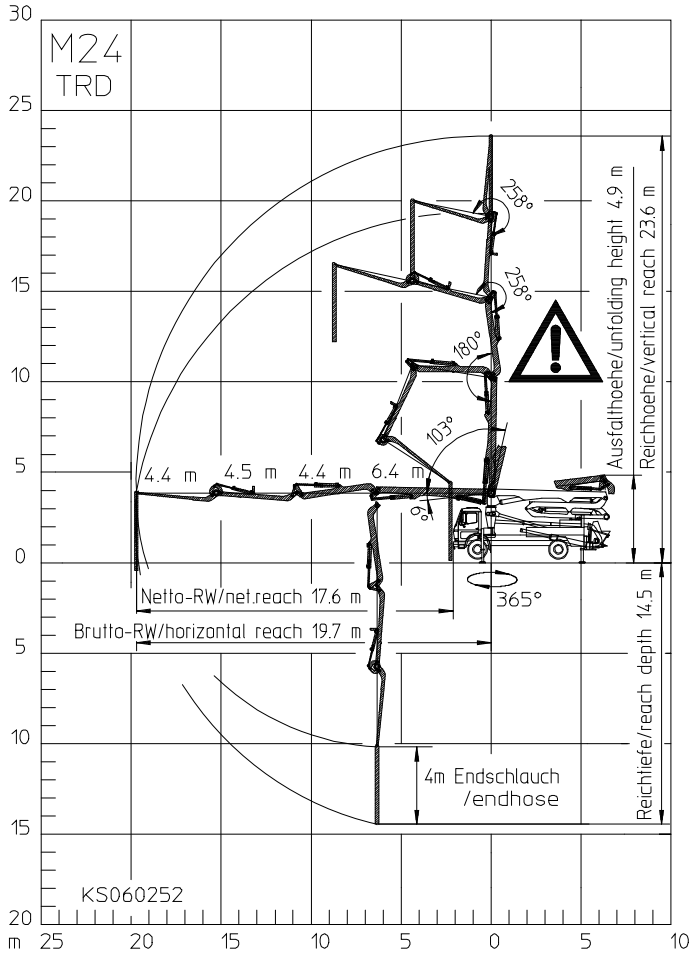 30
M24
TRD
25
20
15
10
5
0
5
10
15
20
m 25 20 15 10 5 0 5 10
258°
258°
180°
103°
4.4 m 4.5 m 4.4 m 6.4 m
Ausfalthoehe/unfolding height 4.9 m
Reichhoehe/vertical reach 23.6 m
Netto-RW/net.reach 17.6 m
365°
Brutto-RW/horizontal reach 19.7 m
Reichtiefe/reach depth 14.5 m
4m Endschlauch
/endhose
KS060252